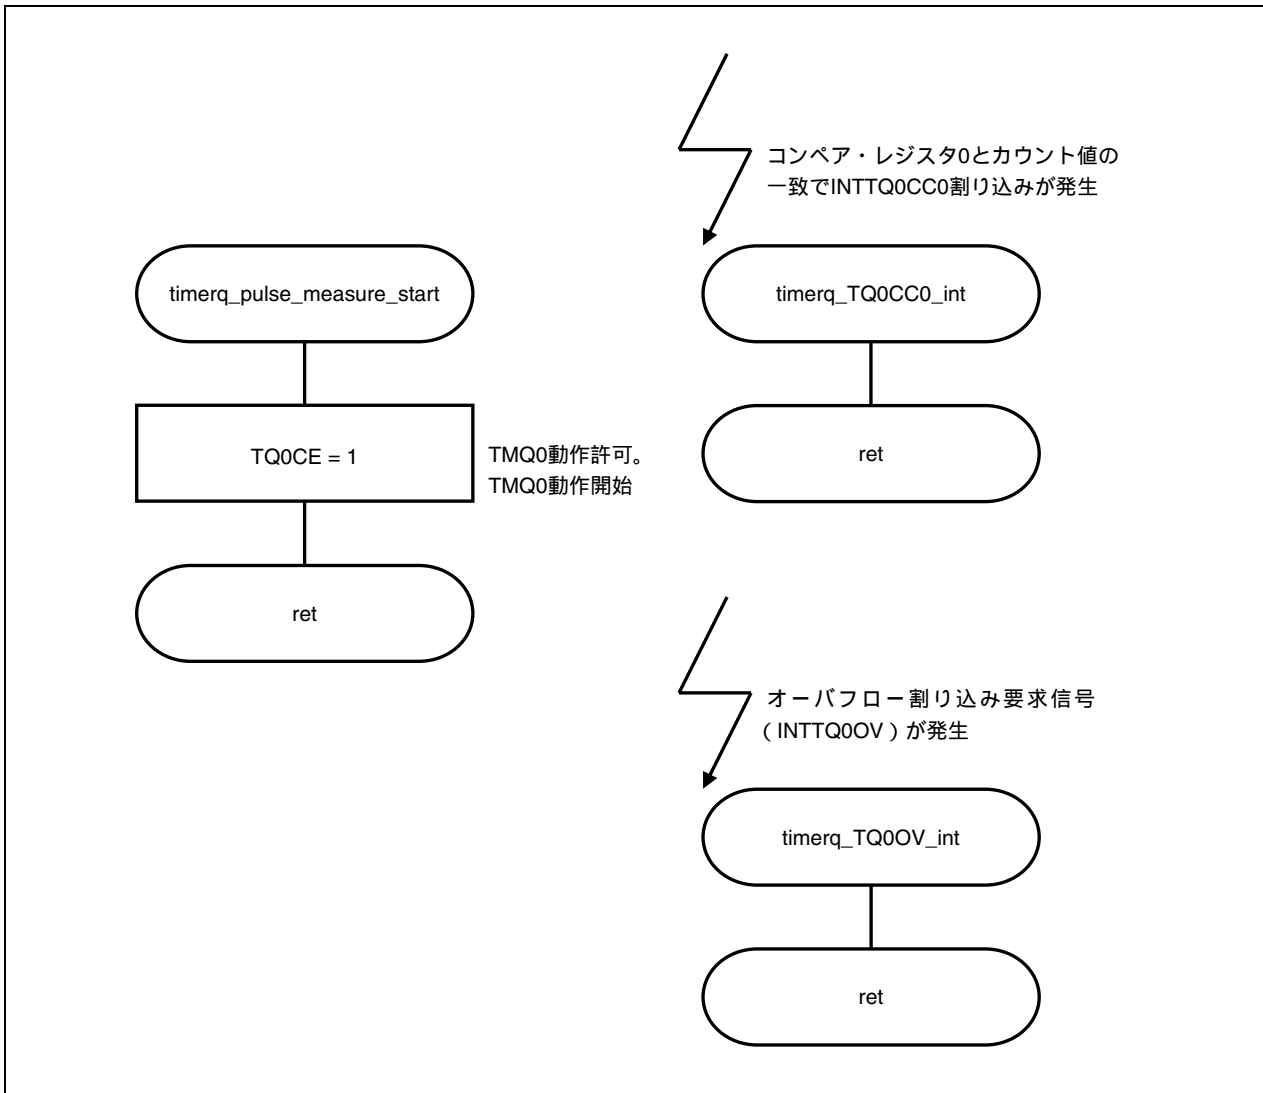 timerq_pulse_measure_start
TQ0CE = 1
TMQ0動作許可。
TMQ0動作開始
ret
コンペア・レジスタ0とカウント値の
一致でINTTQ0CC0割り込みが発生
timerq_TQ0CC0_int
ret
オーバフロー割り込み要求信号
(INTTQ0OV)が発生
timerq_TQ0OV_int
ret